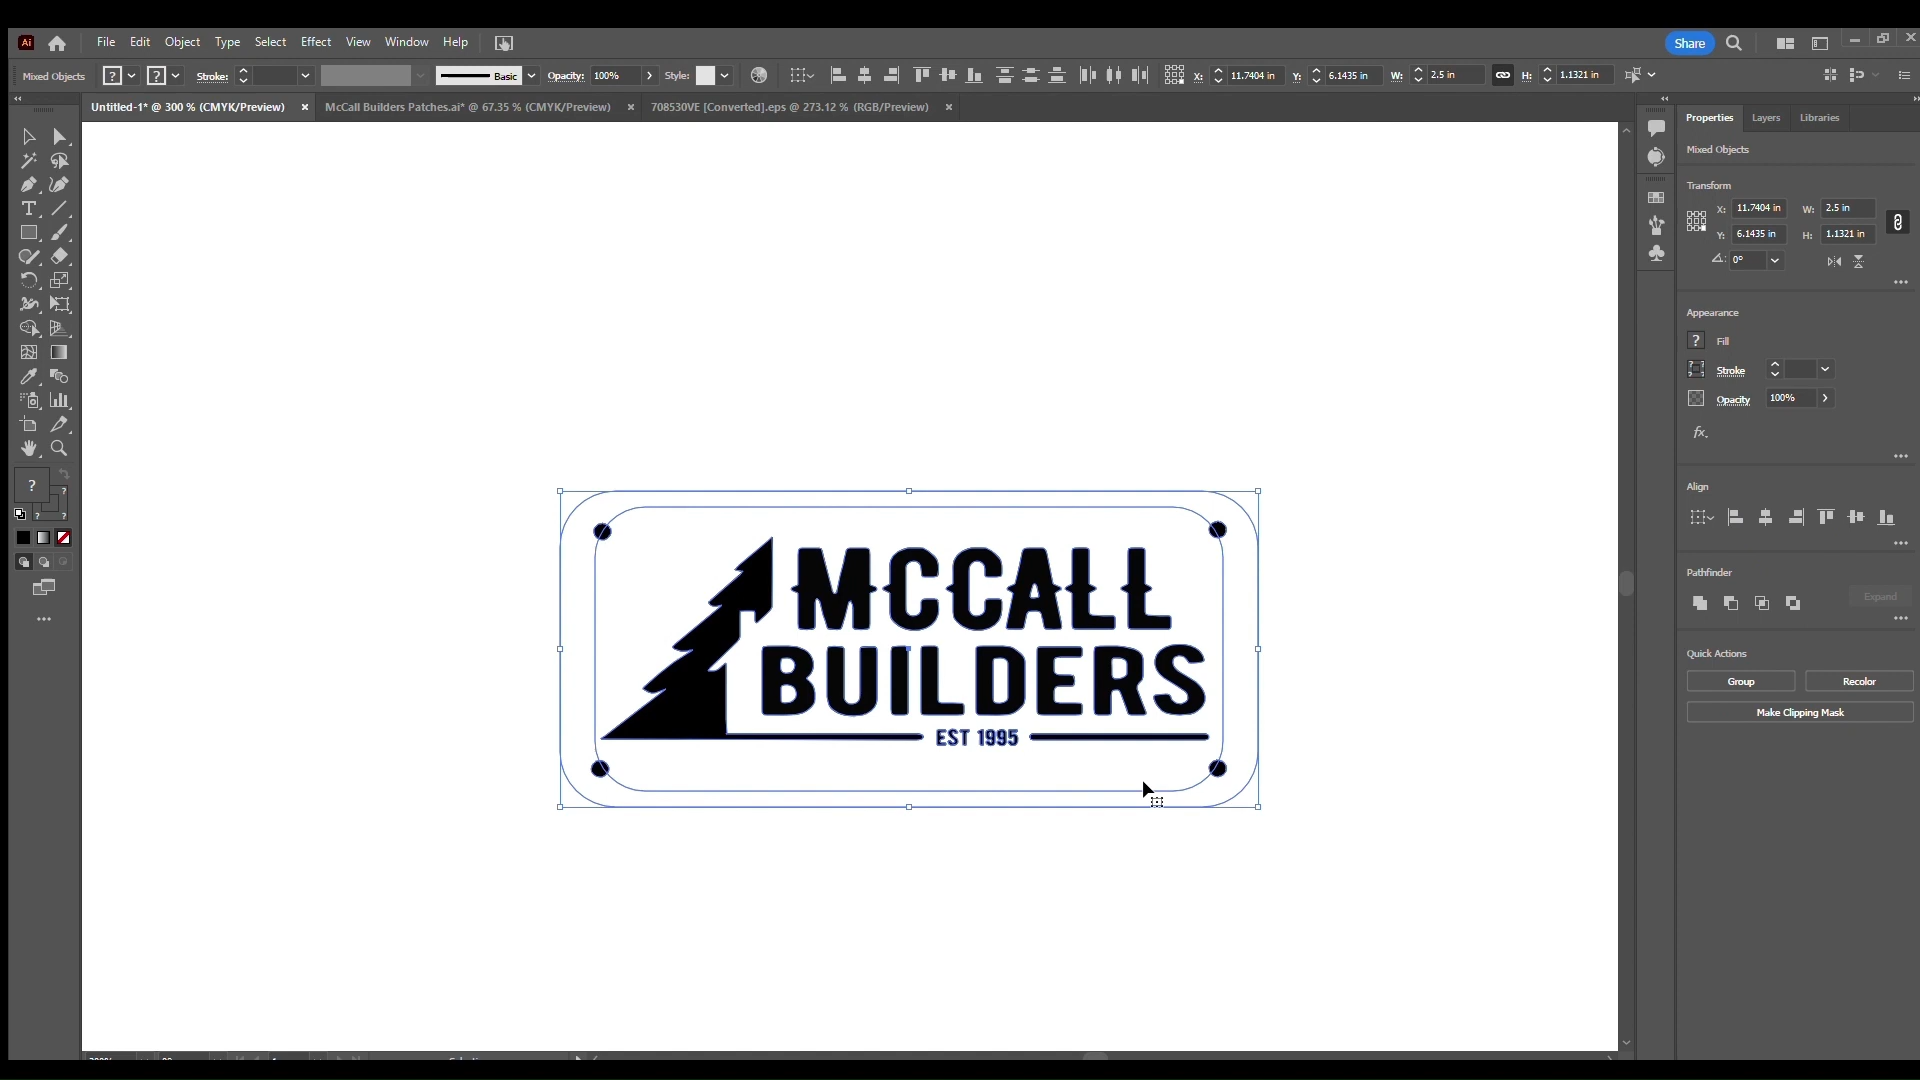 Ai File Edit Object Type Select Effect View Window Help Share
Mixed Objects ? ? Stroke: Basic Opacity: 100% Style: X: 11.7404 in Y: 6.1435 in W: 2.5 in H: 1.1321 in
Untitled-1* @ 300 % (CMYK/Preview) × McCall Builders Patches.ai* @ 67.35 % (CMYK/Preview) × 708530VE [Converted].eps @ 273.12 % (RGB/Preview) ×
Properties Layers Libraries
Mixed Objects
Transform
X: 11.7404 in W: 2.5 in
Y: 6.1435 in H: 1.1321 in
0°
Appearance
? Fill
Stroke
Opacity 100%
fx.
Align
Pathfinder
Expand
Quick Actions
Group Recolor
Make Clipping Mask
?
MCCALL
BUILDERS
EST 1995